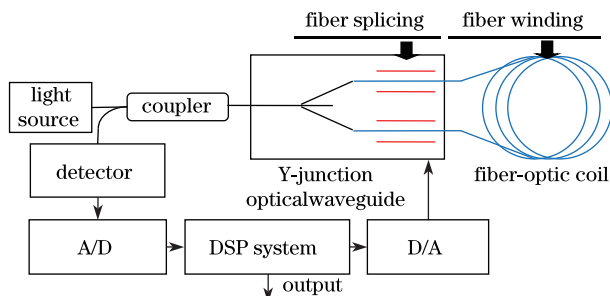 fiber splicing
fiber winding
light
source
coupler
detector
Y-junction
opticalwaveguide
fiber-optic coil
A/D
DSP system
D/A
output